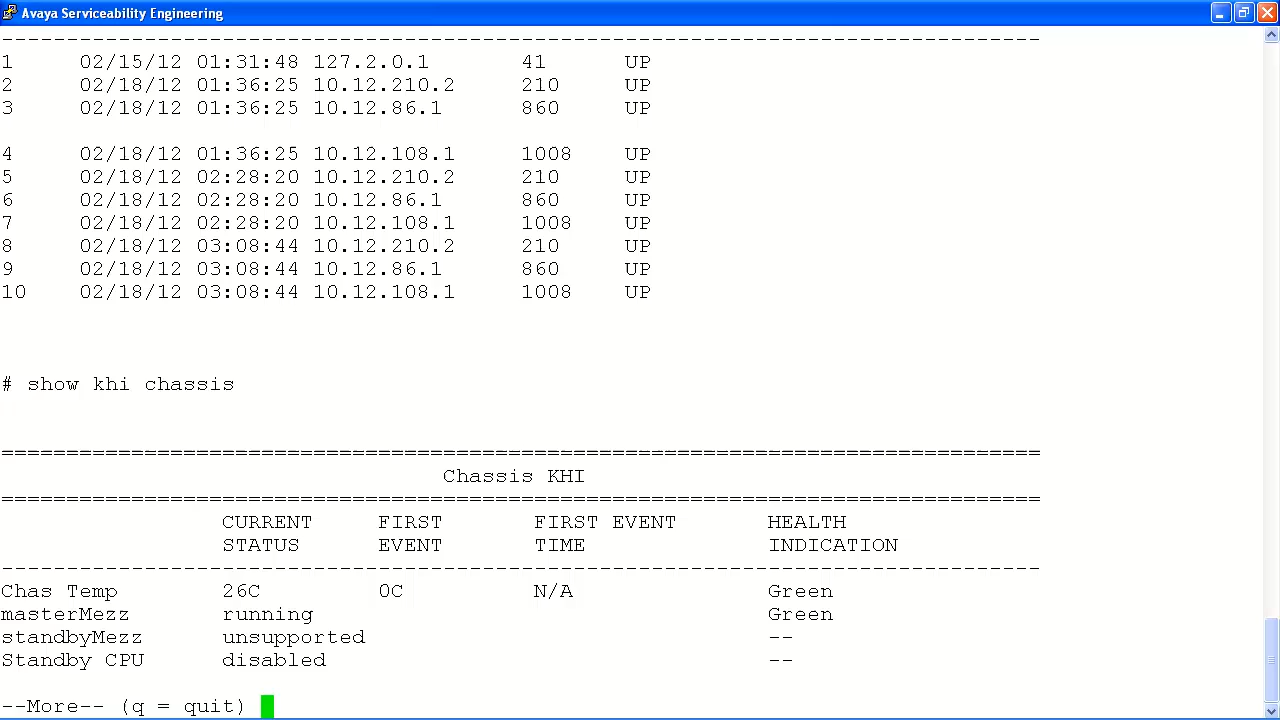 Avaya Serviceability Engineering
--------------------------------------------------------------------------------
1     02/15/12 01:31:48 127.2.0.1       41      UP
2     02/18/12 01:36:25 10.12.210.2     210     UP
3     02/18/12 01:36:25 10.12.86.1      860     UP
4     02/18/12 01:36:25 10.12.108.1     1008    UP
5     02/18/12 02:28:20 10.12.210.2     210     UP
6     02/18/12 02:28:20 10.12.86.1      860     UP
7     02/18/12 02:28:20 10.12.108.1     1008    UP
8     02/18/12 03:08:44 10.12.210.2     210     UP
9     02/18/12 03:08:44 10.12.86.1      860     UP
10    02/18/12 03:08:44 10.12.108.1     1008    UP
# show khi chassis
================================================================================
                                  Chassis KHI
================================================================================
                 CURRENT     FIRST       FIRST EVENT       HEALTH
                 STATUS      EVENT       TIME              INDICATION
--------------------------------------------------------------------------------
Chas Temp        26C         0C          N/A               Green
masterMezz       running                                   Green
standbyMezz      unsupported                               --
Standby CPU      disabled                                  --
--More-- (q = quit)